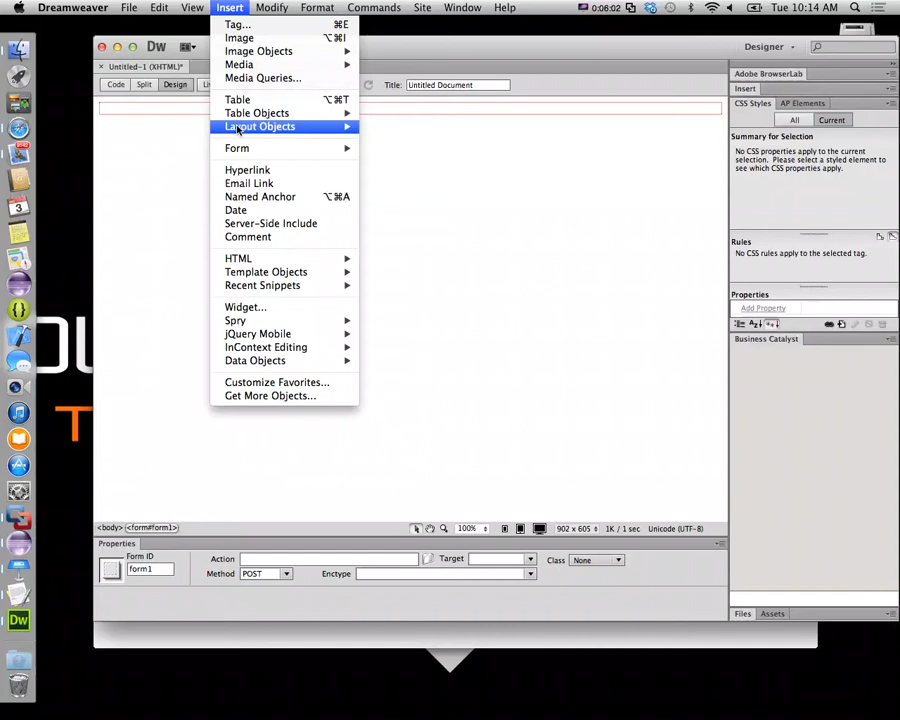 Dreamweaver File Edit View Insert Modify Format Commands Site Window Help 0:06:02 Tue 10:14 AM
Tag... ⌘E
Image ⌥⌘I
Image Objects
Media
Media Queries...
Table ⌥⌘T
Table Objects
Layout Objects
Form
Hyperlink
Email Link
Named Anchor ⌥⌘A
Date
Server-Side Include
Comment
HTML
Template Objects
Recent Snippets
Widget...
Spry
jQuery Mobile
InContext Editing
Data Objects
Customize Favorites...
Get More Objects...
Dw
Designer
Untitled-1 (XHTML)*
Code Split Design Li
Title: Untitled Document
Adobe BrowserLab
Insert
CSS Styles AP Elements
All Current
Summary for Selection
No CSS properties apply to the current
selection. Please select a styled element to
see which CSS properties apply.
Rules
No CSS rules apply to the selected tag.
Properties
Add Property
Business Catalyst
Files Assets
<body> <form#form1>
100% 902 x 605 1K / 1 sec Unicode (UTF-8)
Properties
Form ID
form1
Action Target Class None
Method POST Enctype
OU
T
3
Dw